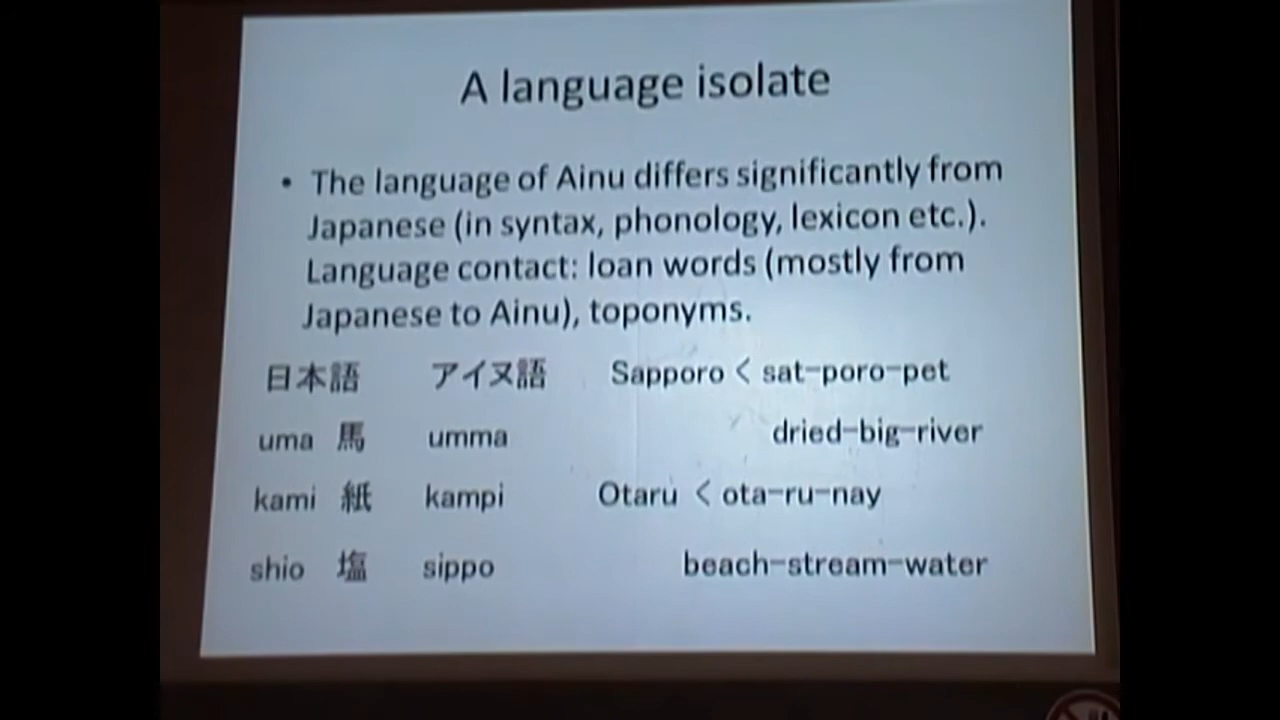 A language isolate
• The language of Ainu differs significantly from
Japanese (in syntax, phonology, lexicon etc.).
Language contact: loan words (mostly from
Japanese to Ainu), toponyms.
日本語 アイヌ語 Sapporo < sat-poro-pet
uma 馬 umma dried-big-river
kami 紙 kampi Otaru < ota-ru-nay
shio 塩 sippo beach-stream-water